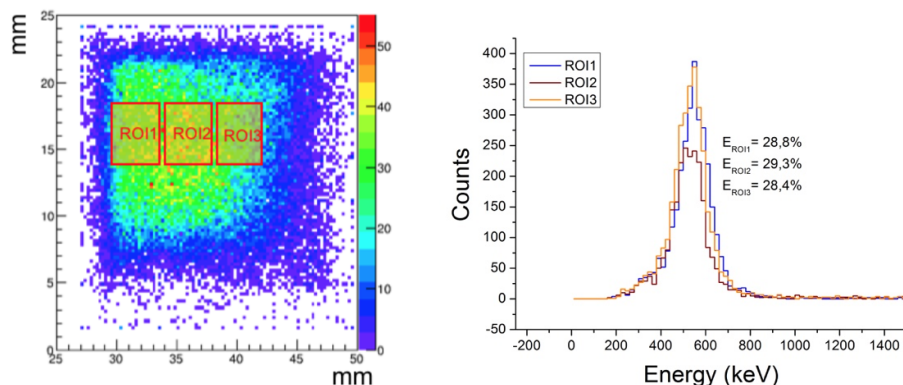 mm
25
20
15
10
5
0
25 30 35 40 45 50
mm
50
40
30
20
10
0
ROI1 ROI2 ROI3
Counts
400
350
300
250
200
150
100
50
0
-50
-200 0 200 400 600 800 1000 1200 1400
Energy (keV)
ROI1
ROI2
ROI3
EROI1= 28,8%
EROI2= 29,3%
EROI3= 28,4%